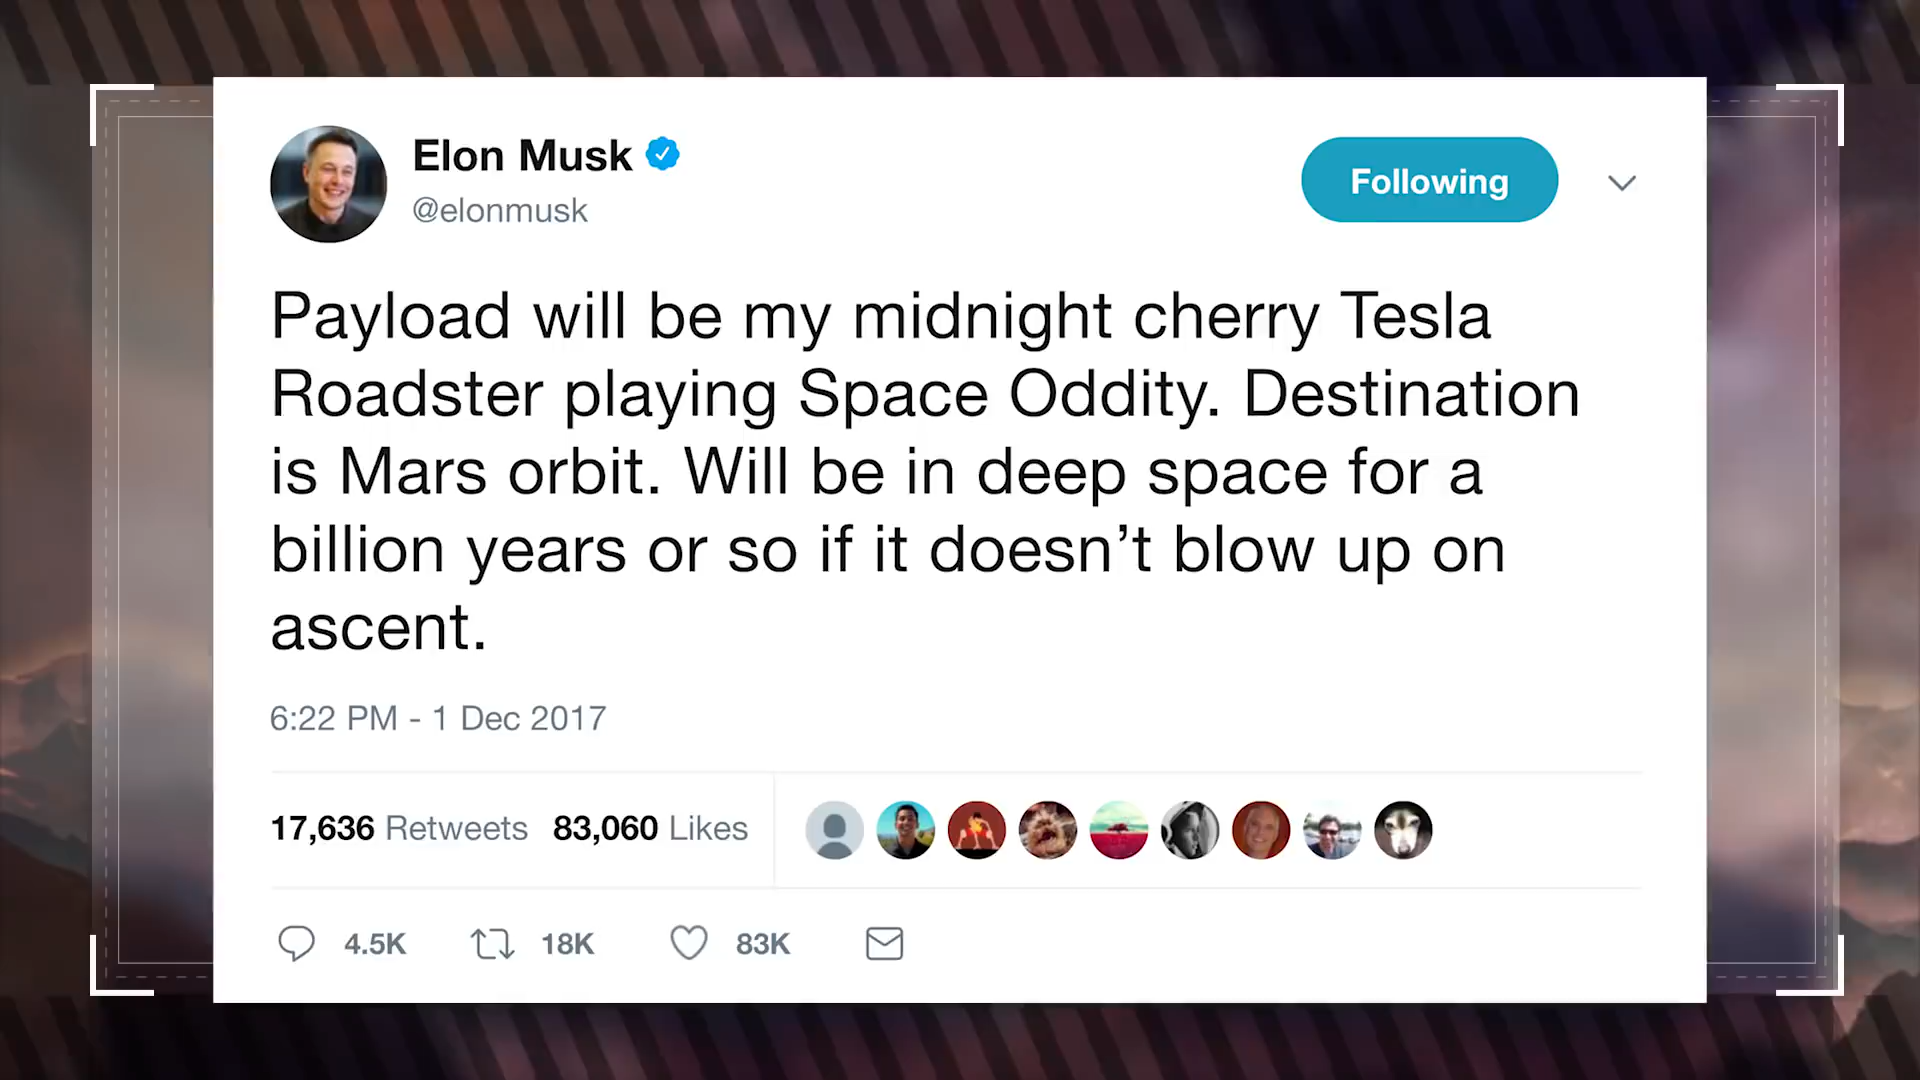 Elon Musk
@elonmusk
Following
Payload will be my midnight cherry Tesla
Roadster playing Space Oddity. Destination
is Mars orbit. Will be in deep space for a
billion years or so if it doesn’t blow up on
ascent.
6:22 PM - 1 Dec 2017
17,636 Retweets 83,060 Likes
4.5K 18K 83K